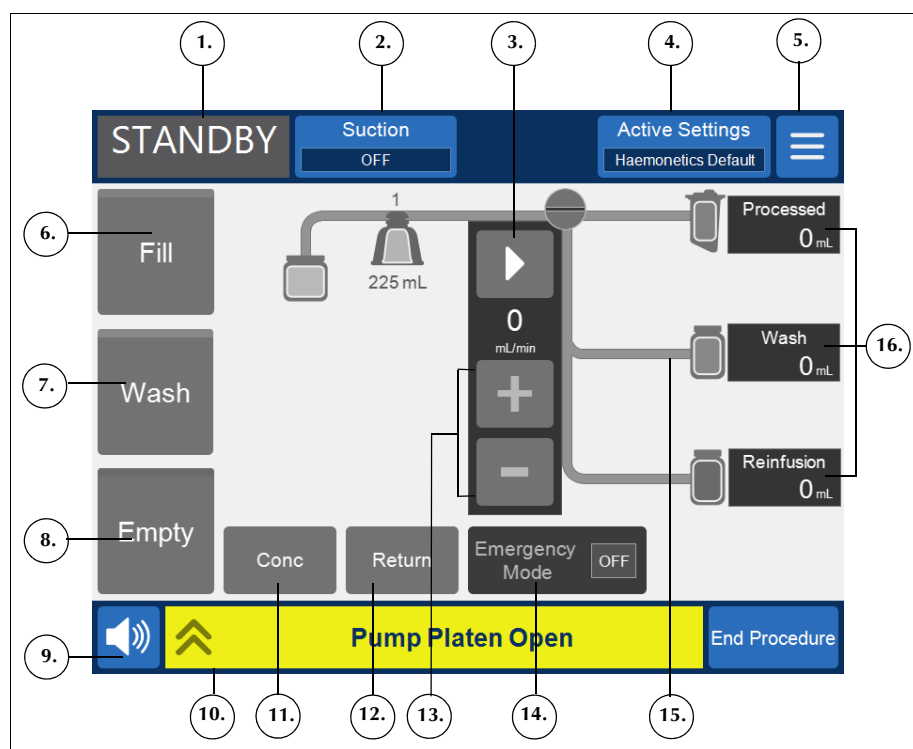 1.
2.
3.
4.
5.
STANDBY
Suction
OFF
Active Settings
Haemonetics Default
6.
Fill
1
225 mL
Processed
0 mL
0
mL/min
7.
Wash
Wash
0 mL
16.
8.
Empty
Reinfusion
0 mL
Conc
Return
Emergency
Mode
OFF
9.
Pump Platen Open
End Procedure
10.
11.
12.
13.
14.
15.